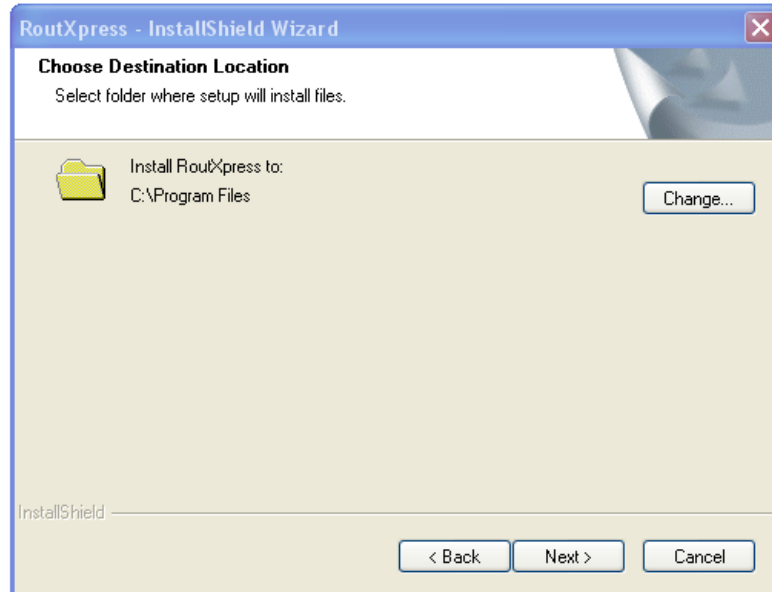 RoutXpress - InstallShield Wizard
Choose Destination Location
Select folder where setup will install files.
Install RoutXpress to:
C:\Program Files
Change...
InstallShield
< Back
Next >
Cancel